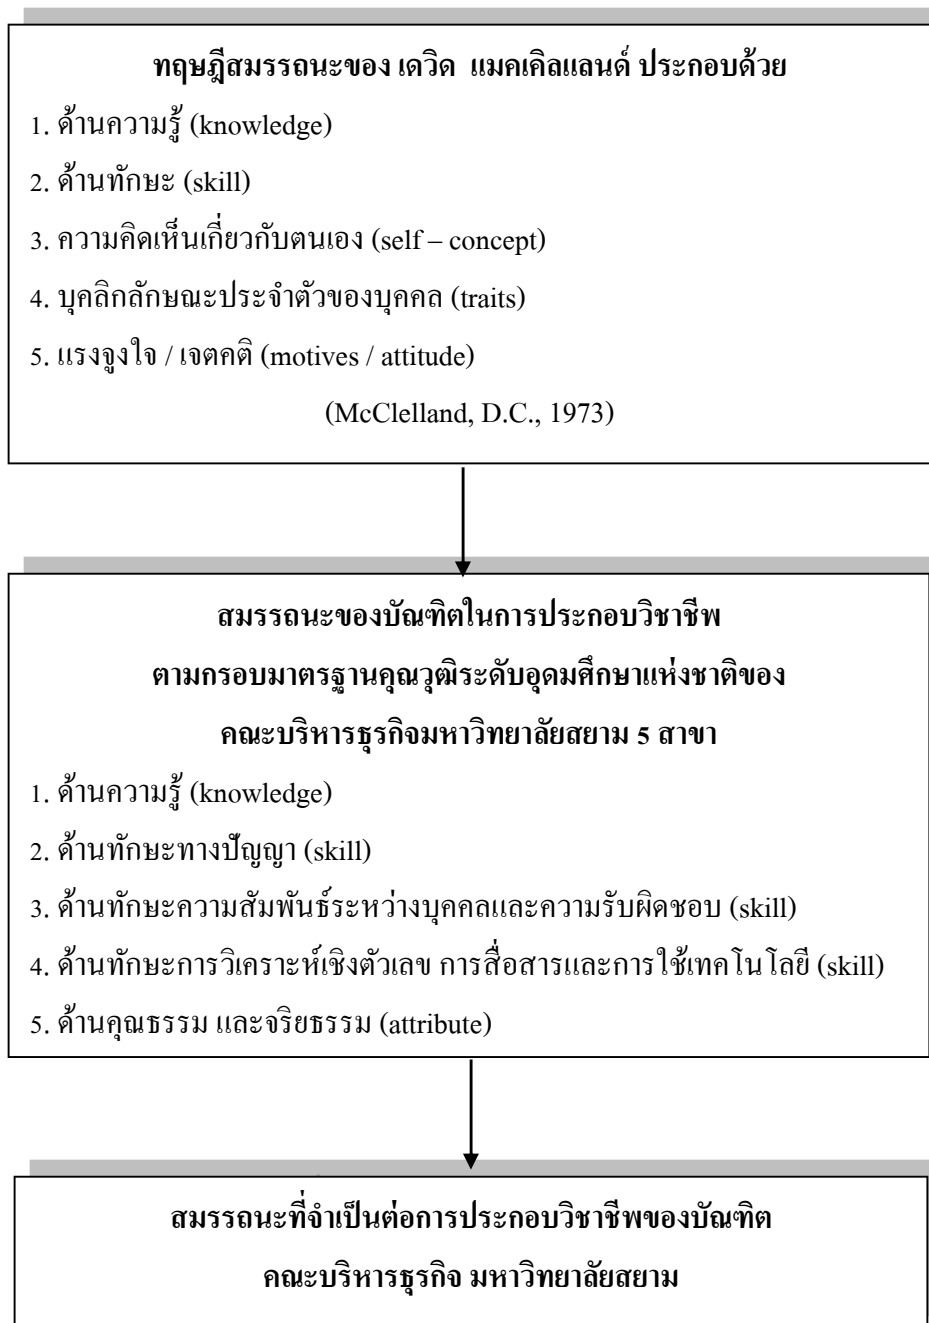 ทฤษฎีสมรรถนะของ เดวิด แมคเคิลแลนด์ ประกอบด้วย
1. ด้านความรู้ (knowledge)
2. ด้านทักษะ (skill)
3. ความคิดเห็นเกี่ยวกับตนเอง (self – concept)
4. บุคลิกลักษณะประจำตัวของบุคคล (traits)
5. แรงจูงใจ / เจตคติ (motives / attitude)
(McClelland, D.C., 1973)
สมรรถนะของบัณฑิตในการประกอบวิชาชีพ
ตามกรอบมาตรฐานคุณวุฒิระดับอุดมศึกษาแห่งชาติของ
คณะบริหารธุรกิจมหาวิทยาลัยสยาม 5 สาขา
1. ด้านความรู้ (knowledge)
2. ด้านทักษะทางปัญญา (skill)
3. ด้านทักษะความสัมพันธ์ระหว่างบุคคลและความรับผิดชอบ (skill)
4. ด้านทักษะการวิเคราะห์เชิงตัวเลข การสื่อสารและการใช้เทคโนโลยี (skill)
5. ด้านคุณธรรม และจริยธรรม (attribute)
สมรรถนะที่จำเป็นต่อการประกอบวิชาชีพของบัณฑิต
คณะบริหารธุรกิจ มหาวิทยาลัยสยาม